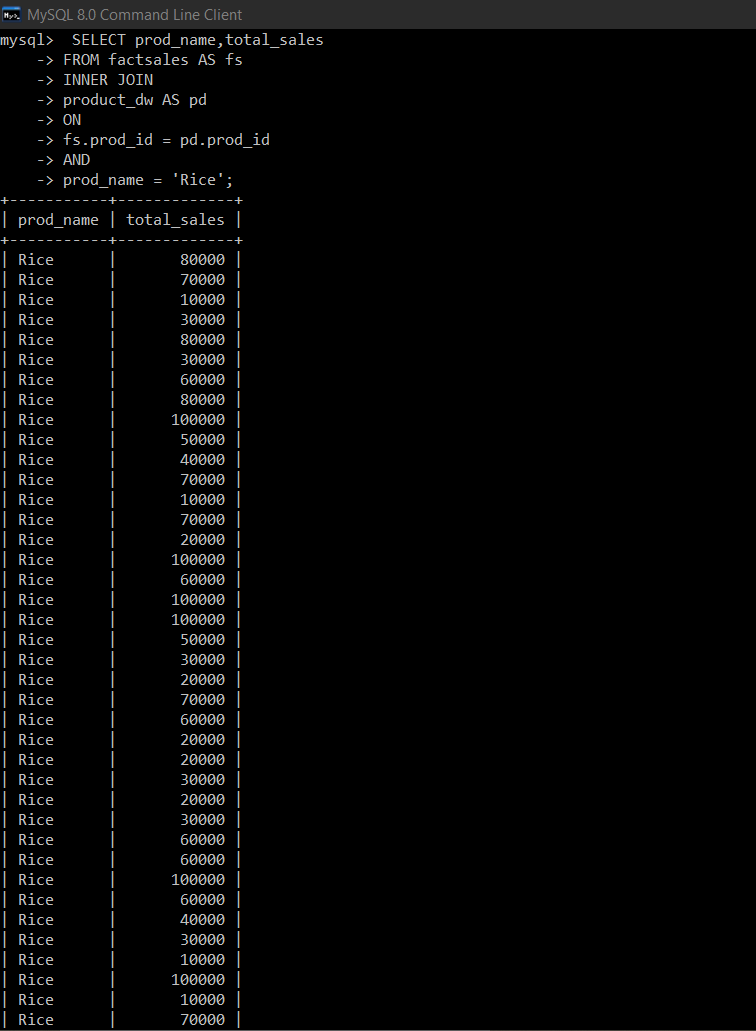 MySQL 8.0 Command Line Client
mysql>  SELECT prod_name,total_sales
    -> FROM factsales AS fs
    -> INNER JOIN
    -> product_dw AS pd
    -> ON
    -> fs.prod_id = pd.prod_id
    -> AND
    -> prod_name = 'Rice';
+-----------+-------------+
| prod_name | total_sales |
+-----------+-------------+
| Rice      |       80000 |
| Rice      |       70000 |
| Rice      |       10000 |
| Rice      |       30000 |
| Rice      |       80000 |
| Rice      |       30000 |
| Rice      |       60000 |
| Rice      |       80000 |
| Rice      |      100000 |
| Rice      |       50000 |
| Rice      |       40000 |
| Rice      |       70000 |
| Rice      |       10000 |
| Rice      |       70000 |
| Rice      |       20000 |
| Rice      |      100000 |
| Rice      |       60000 |
| Rice      |      100000 |
| Rice      |      100000 |
| Rice      |       50000 |
| Rice      |       30000 |
| Rice      |       20000 |
| Rice      |       70000 |
| Rice      |       60000 |
| Rice      |       20000 |
| Rice      |       20000 |
| Rice      |       30000 |
| Rice      |       20000 |
| Rice      |       30000 |
| Rice      |       60000 |
| Rice      |       60000 |
| Rice      |      100000 |
| Rice      |       60000 |
| Rice      |       40000 |
| Rice      |       30000 |
| Rice      |       10000 |
| Rice      |      100000 |
| Rice      |       10000 |
| Rice      |       70000 |